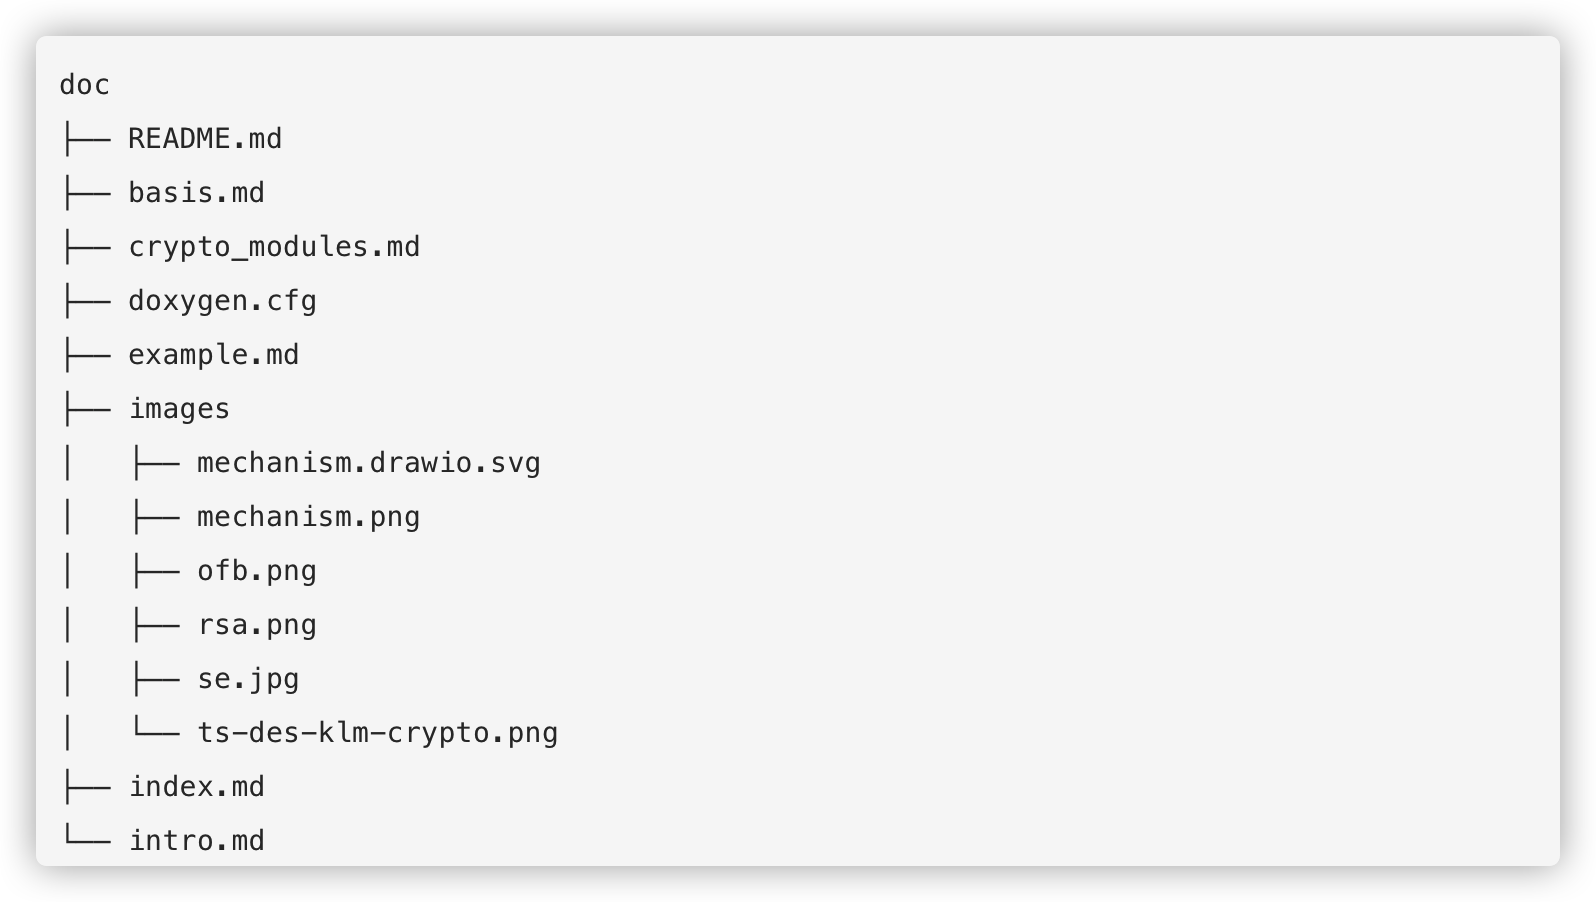 doc
├── README.md
├── basis.md
├── crypto_modules.md
├── doxygen.cfg
├── example.md
├── images
│   ├── mechanism.drawio.svg
│   ├── mechanism.png
│   ├── ofb.png
│   ├── rsa.png
│   ├── se.jpg
│   └── ts-des-klm-crypto.png
├── index.md
└── intro.md